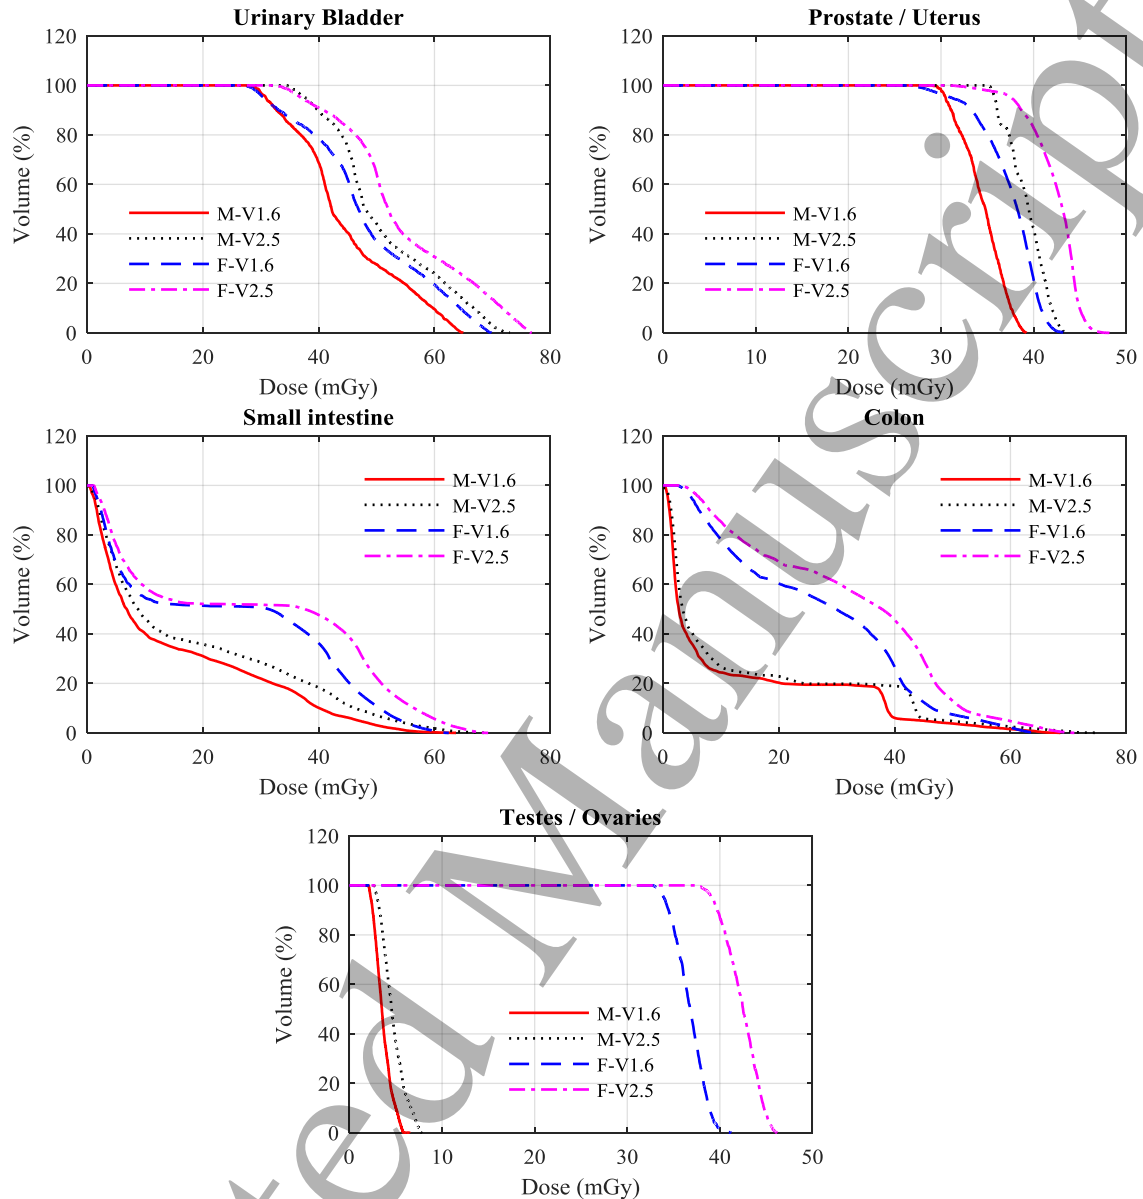 Urinary Bladder
120
100
80
60
40
20
0
Volume (%)
M-V1.6
M-V2.5
F-V1.6
F-V2.5
0 20 40 60 80
Dose (mGy)
Prostate / Uterus
120
100
80
60
40
20
0
Volume (%)
M-V1.6
M-V2.5
F-V1.6
F-V2.5
0 10 20 30 40 50
Dose (mGy)
Small intestine
120
100
80
60
40
20
0
Volume (%)
M-V1.6
M-V2.5
F-V1.6
F-V2.5
0 20 40 60 80
Dose (mGy)
Colon
120
100
80
60
40
20
0
Volume (%)
M-V1.6
M-V2.5
F-V1.6
F-V2.5
0 20 40 60 80
Dose (mGy)
Testes / Ovaries
120
100
80
60
40
20
0
Volume (%)
M-V1.6
M-V2.5
F-V1.6
F-V2.5
0 10 20 30 40 50
Dose (mGy)
ted Manuscript